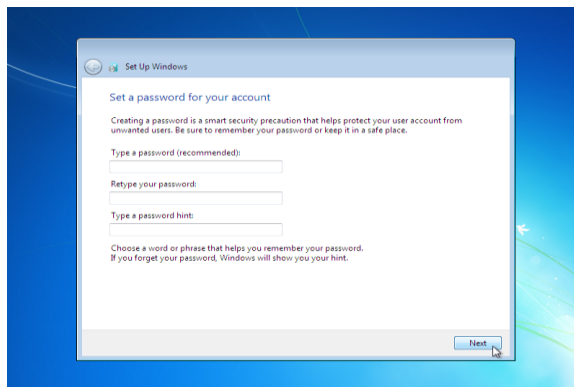 Set Up Windows
Set a password for your account
Creating a password is a smart security precaution that helps protect your user account from
unwanted users. Be sure to remember your password or keep it in a safe place.
Type a password (recommended):
Retype your password:
Type a password hint:
Choose a word or phrase that helps you remember your password.
If you forget your password, Windows will show you your hint.
Next